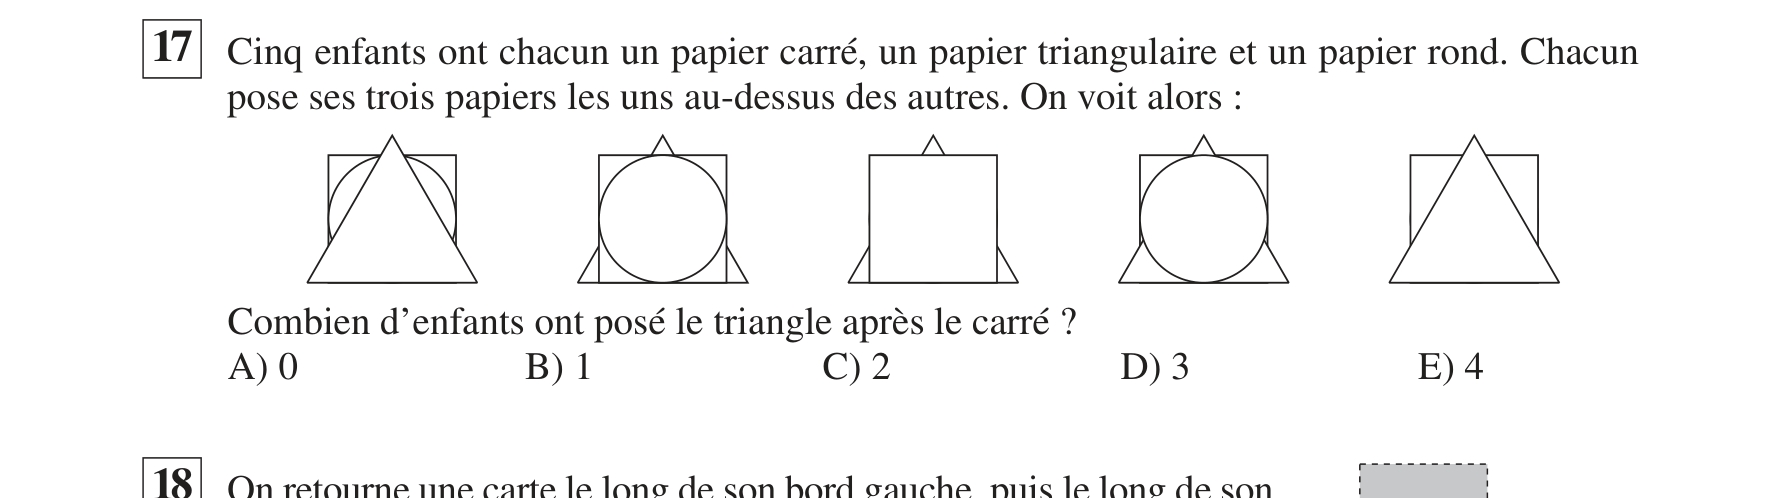 17 Cinq enfants ont chacun un papier carré, un papier triangulaire et un papier rond. Chacun
pose ses trois papiers les uns au-dessus des autres. On voit alors :
Combien d’enfants ont posé le triangle après le carré ?
A) 0 B) 1 C) 2 D) 3 E) 4
18 On retourne une carte le long de son bord gauche, puis le long de son